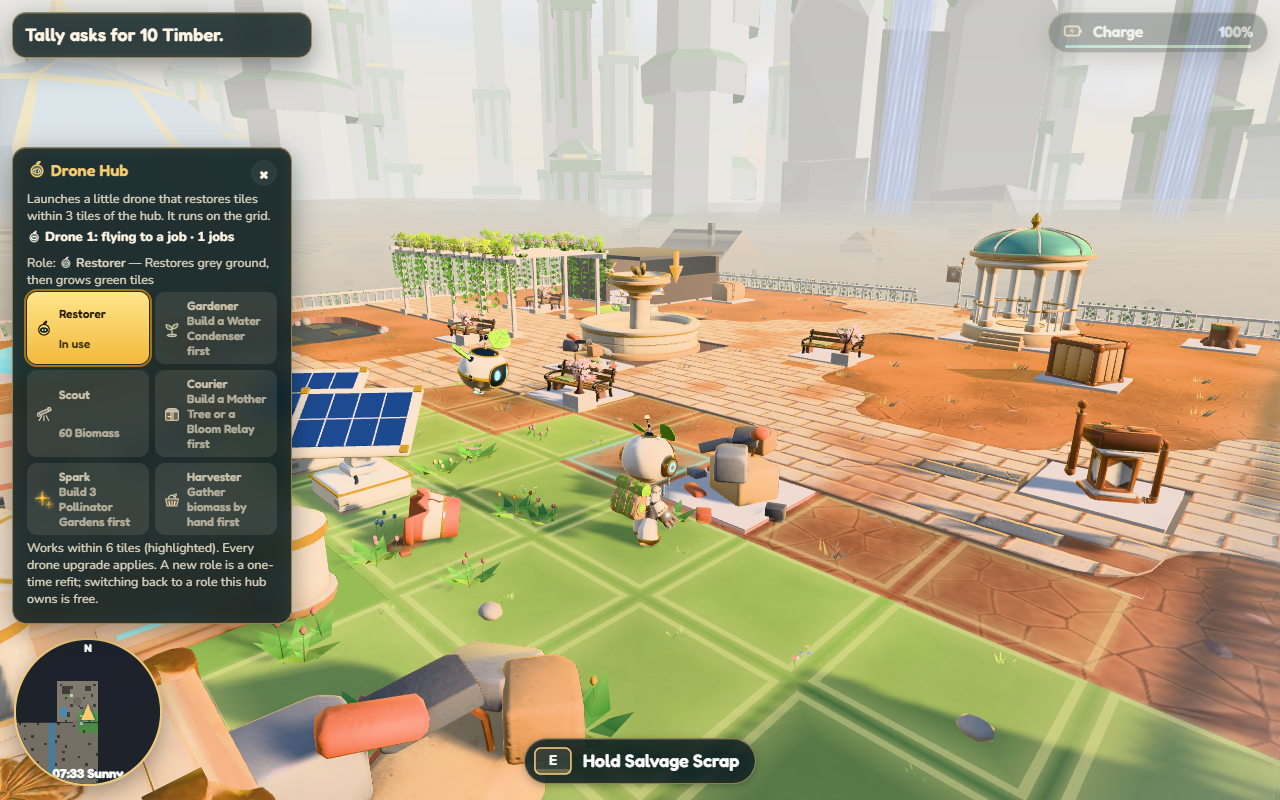 Tally asks for 10 Timber.
Charge 100%
Drone Hub
Launches a little drone that restores tiles
within 3 tiles of the hub. It runs on the grid.
Drone 1: flying to a job · 1 jobs
Role: Restorer — Restores grey ground,
then grows green tiles
Restorer
In use
Gardener
Build a Water
Condenser
first
Scout
60 Biomass
Courier
Build a Mother
Tree or a
Bloom Relay
first
Spark
Build 3
Pollinator
Gardens first
Harvester
Gather
biomass by
hand first
Works within 6 tiles (highlighted). Every
drone upgrade applies. A new role is a one-
time refit; switching back to a role this hub
owns is free.
N
07:33 Sunny
E Hold Salvage Scrap